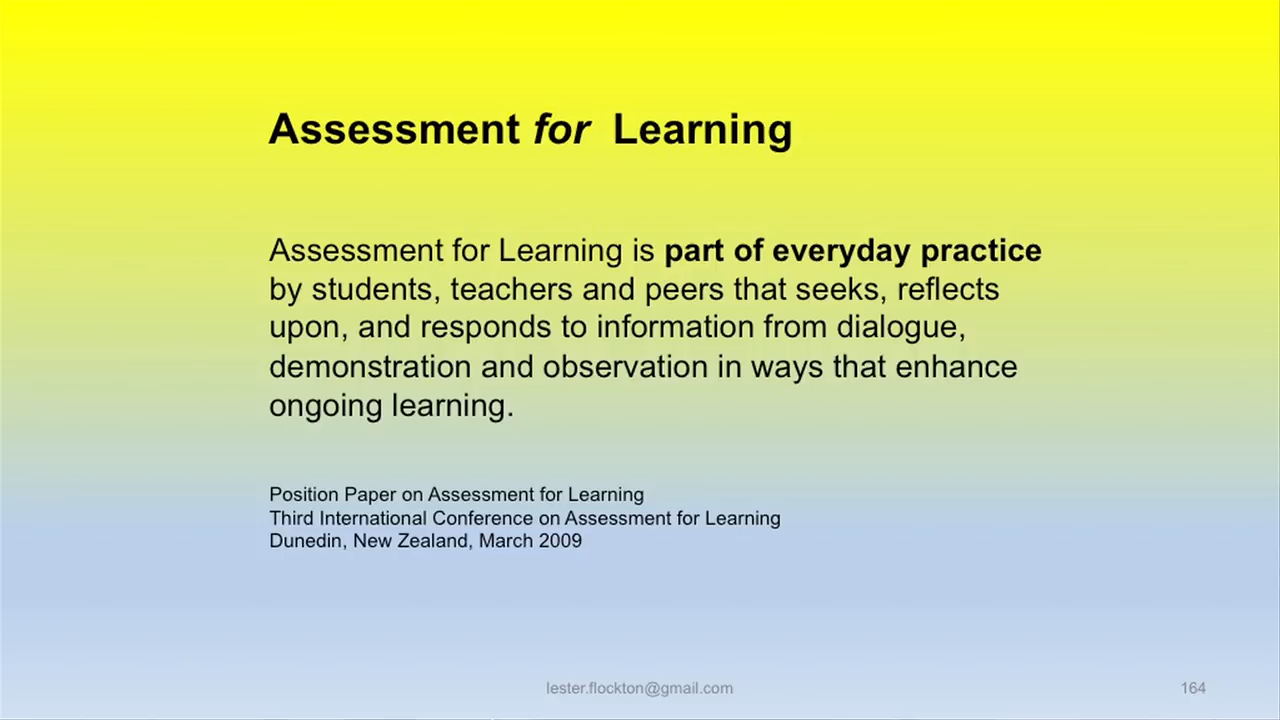 Assessment for Learning
Assessment for Learning is part of everyday practice
by students, teachers and peers that seeks, reflects
upon, and responds to information from dialogue,
demonstration and observation in ways that enhance
ongoing learning.
Position Paper on Assessment for Learning
Third International Conference on Assessment for Learning
Dunedin, New Zealand, March 2009
lester.flockton@gmail.com
164